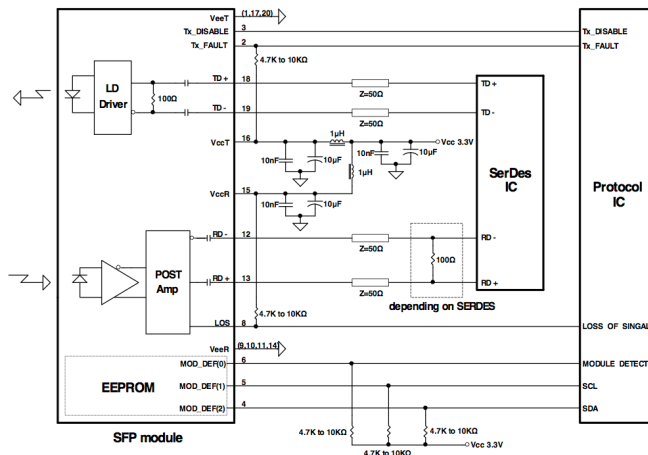 VeeT (1,17,20)
Tx_DISABLE 3 Tx_DISABLE
Tx_FAULT 2 Tx_FAULT
4.7K to 10KΩ
LD
Driver
100Ω
TD+ 18 TD+
Z=50Ω
TD - 19 TD -
Z=50Ω
VccT 16
1μH
Vcc 3.3V
10nF 10μF 10nF 10μF
1μH
SerDes
IC
Protocol
IC
VccR 15
10nF 10μF
RD - 12 RD -
Z=50Ω
100Ω
POST
Amp
RD+ 13 RD+
Z=50Ω
depending on SERDES
4.7K to 10KΩ
LOS 8 LOSS OF SINGAL
VeeR (9,10,11,14)
MOD_DEF(0) 6 MODULE DETECT
EEPROM
MOD_DEF(1) 5 SCL
MOD_DEF(2) 4 SDA
4.7K to 10KΩ 4.7K to 10KΩ
SFP module
Vcc 3.3V
4.7K to 10KΩ